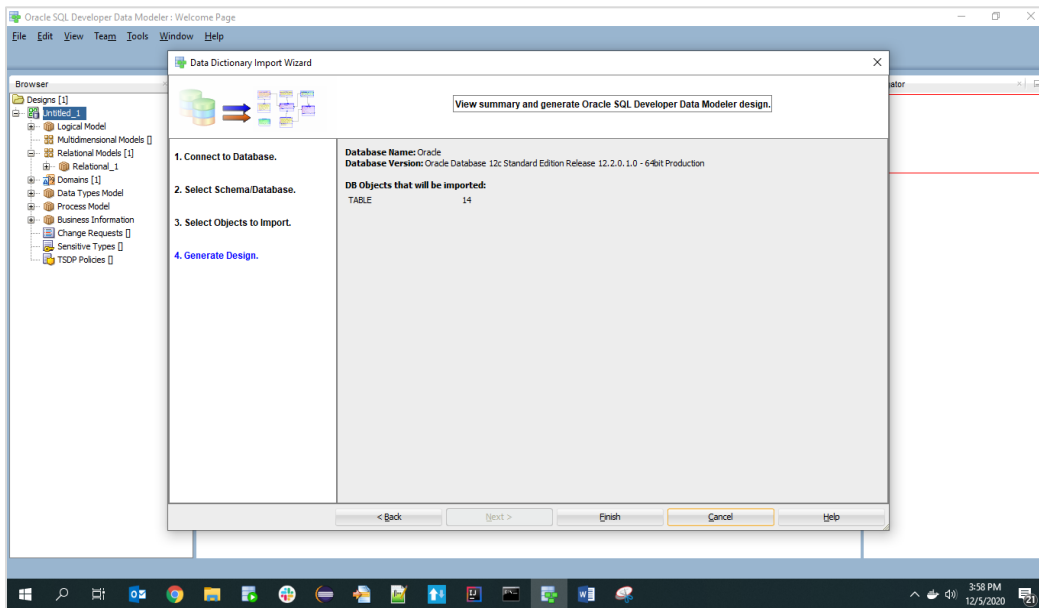 Oracle SQL Developer Data Modeler : Welcome Page
File Edit View Team Tools Window Help
Data Dictionary Import Wizard
Browser
Designs [1]
Untitled_1
Logical Model
Multidimensional Models []
Relational Models [1]
Relational_1
Domains [1]
Data Types Model
Process Model
Business Information
Change Requests []
Sensitive Types []
TSDP Policies []
View summary and generate Oracle SQL Developer Data Modeler design.
1. Connect to Database.
2. Select Schema/Database.
3. Select Objects to Import.
4. Generate Design.
Database Name: Oracle
Database Version: Oracle Database 12c Standard Edition Release 12.2.0.1.0 - 64bit Production
DB Objects that will be imported:
TABLE 14
< Back Next > Finish Cancel Help
ator
3:58 PM
12/5/2020
21